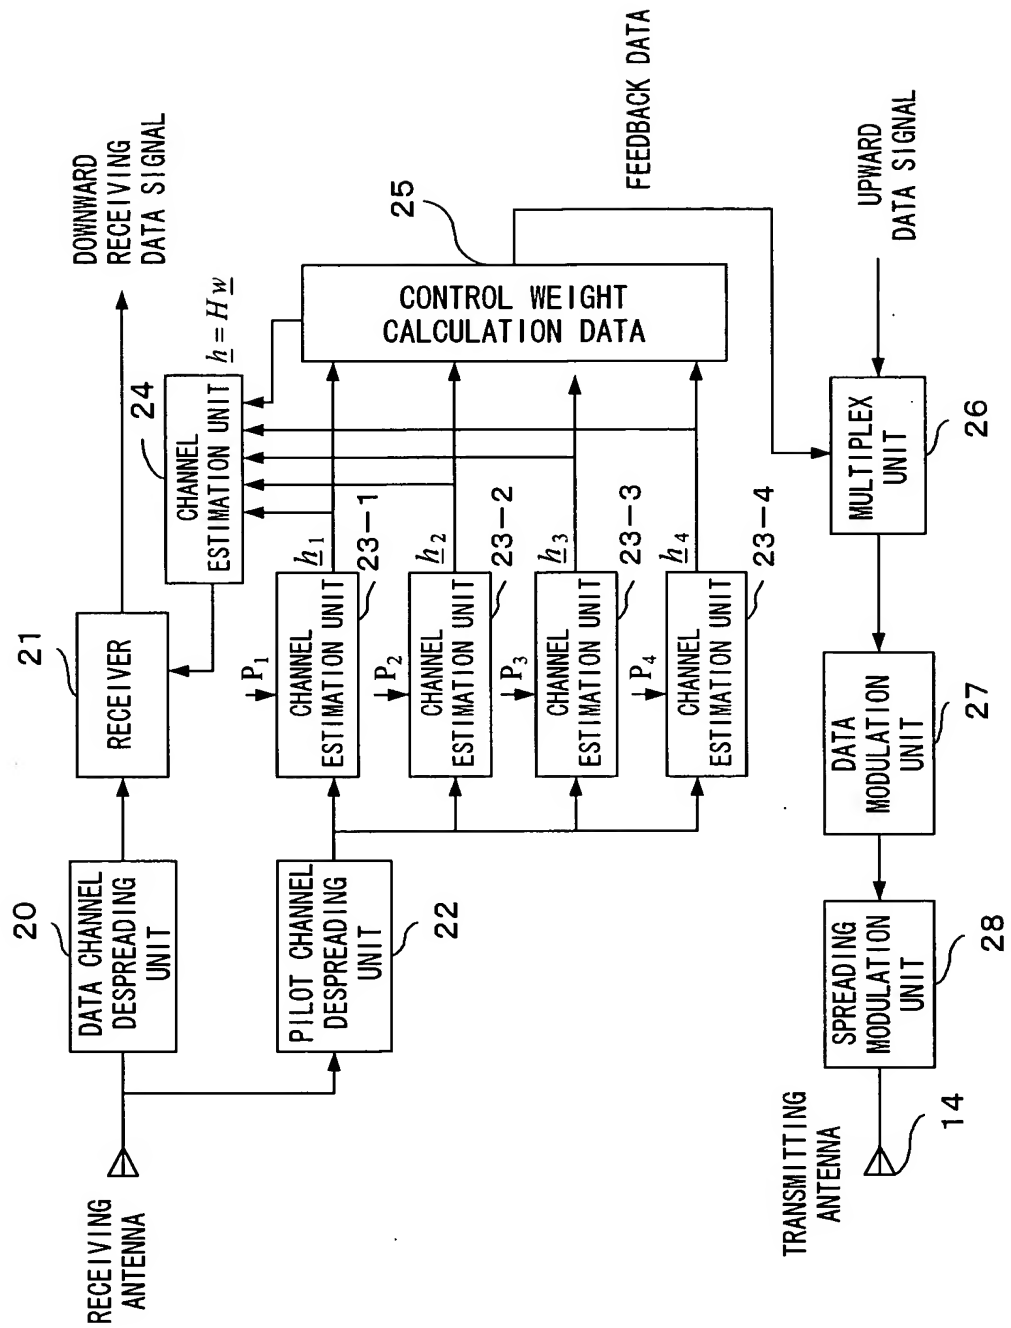 RECEIVING
ANTENNA
20
DATA CHANNEL
DESPREADING
UNIT
21
RECEIVER
DOWNWARD
RECEIVING
DATA SIGNAL
24
CHANNEL
ESTIMATION UNIT
h = H w
PILOT CHANNEL
DESPREADING
UNIT
22
P1
CHANNEL
ESTIMATION UNIT
h1
23-1
P2
CHANNEL
ESTIMATION UNIT
h2
23-2
P3
CHANNEL
ESTIMATION UNIT
h3
23-3
P4
CHANNEL
ESTIMATION UNIT
h4
23-4
25
CONTROL WEIGHT
CALCULATION DATA
FEEDBACK DATA
TRANSMITTING
ANTENNA
14
SPREADING
MODULATION
UNIT
28
DATA
MODULATION
UNIT
27
MULTIPLEX
UNIT
26
UPWARD
DATA SIGNAL